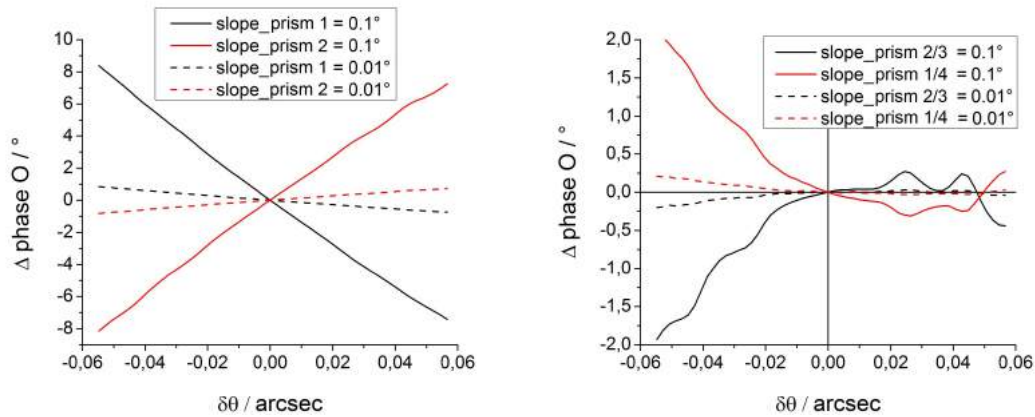 slope_prism 1 = 0.1°
slope_prism 2 = 0.1°
slope_prism 1 = 0.01°
slope_prism 2 = 0.01°
10
8
6
4
2
0
-2
-4
-6
-8
Δ phase O / °
-0,06 -0,04 -0,02 0,00 0,02 0,04 0,06
δθ / arcsec
slope_prism 2/3 = 0.1°
slope_prism 1/4 = 0.1°
slope_prism 2/3 = 0.01°
slope_prism 1/4 = 0.01°
2,0
1,5
1,0
0,5
0,0
-0,5
-1,0
-1,5
-2,0
Δ phase O / °
-0,06 -0,04 -0,02 0,00 0,02 0,04 0,06
δθ / arcsec